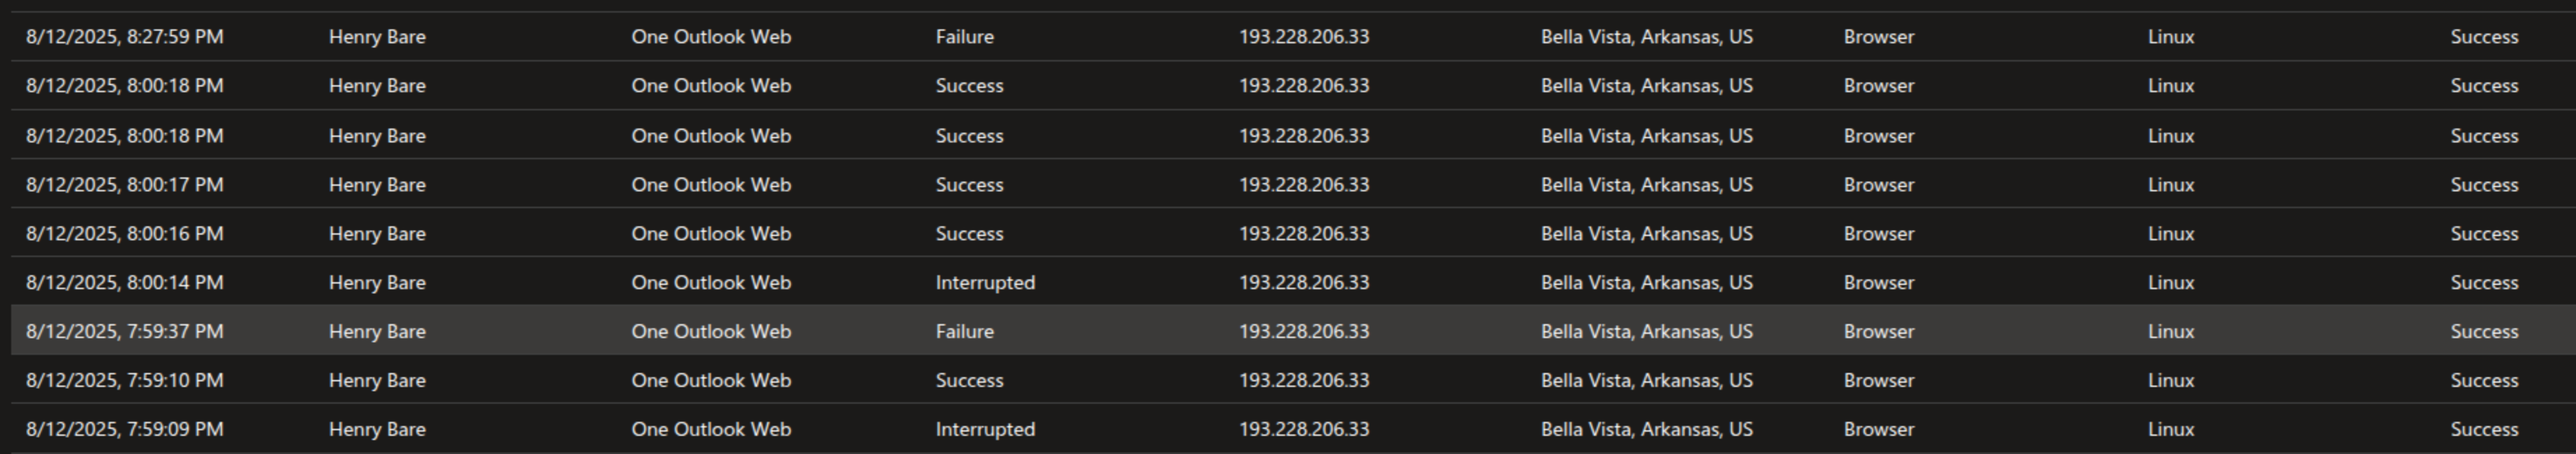 8/12/2025, 8:27:59 PM Henry Bare One Outlook Web Failure 193.228.206.33 Bella Vista, Arkansas, US Browser Linux Success
8/12/2025, 8:00:18 PM Henry Bare One Outlook Web Success 193.228.206.33 Bella Vista, Arkansas, US Browser Linux Success
8/12/2025, 8:00:18 PM Henry Bare One Outlook Web Success 193.228.206.33 Bella Vista, Arkansas, US Browser Linux Success
8/12/2025, 8:00:17 PM Henry Bare One Outlook Web Success 193.228.206.33 Bella Vista, Arkansas, US Browser Linux Success
8/12/2025, 8:00:16 PM Henry Bare One Outlook Web Success 193.228.206.33 Bella Vista, Arkansas, US Browser Linux Success
8/12/2025, 8:00:14 PM Henry Bare One Outlook Web Interrupted 193.228.206.33 Bella Vista, Arkansas, US Browser Linux Success
8/12/2025, 7:59:37 PM Henry Bare One Outlook Web Failure 193.228.206.33 Bella Vista, Arkansas, US Browser Linux Success
8/12/2025, 7:59:10 PM Henry Bare One Outlook Web Success 193.228.206.33 Bella Vista, Arkansas, US Browser Linux Success
8/12/2025, 7:59:09 PM Henry Bare One Outlook Web Interrupted 193.228.206.33 Bella Vista, Arkansas, US Browser Linux Success